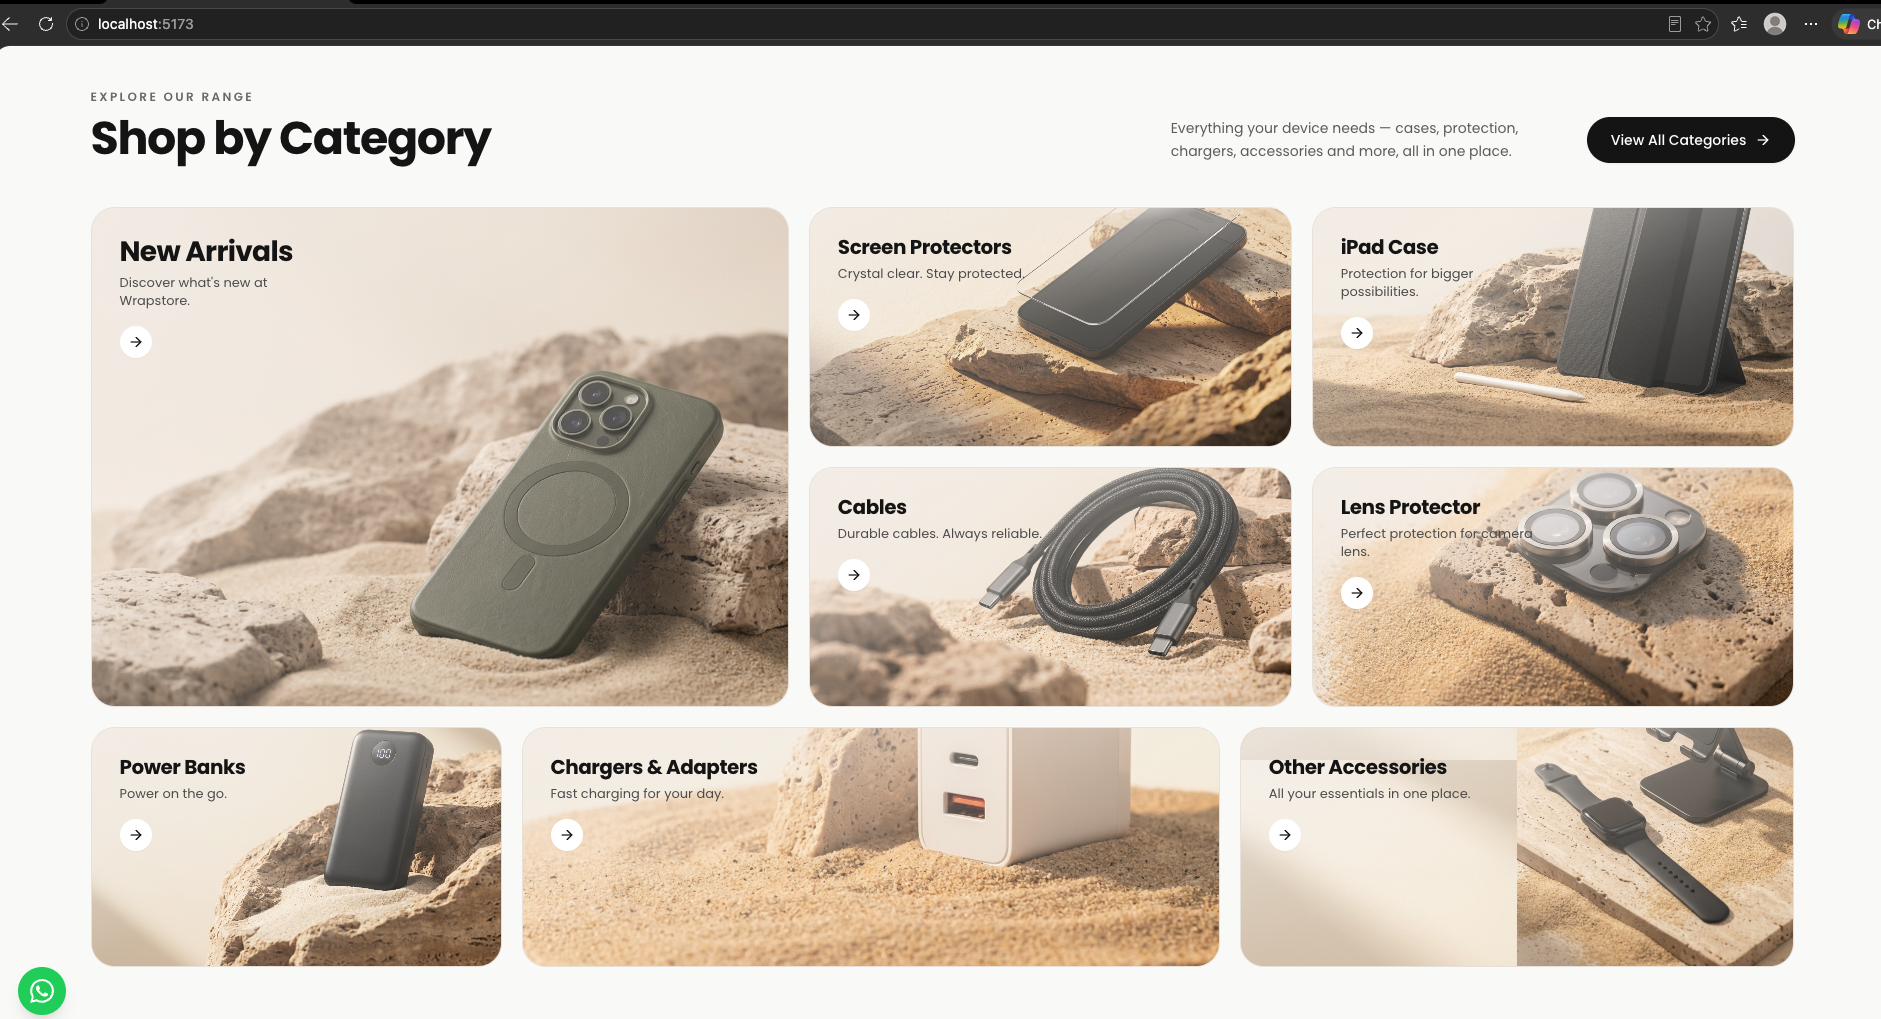 localhost:5173
Ch
EXPLORE OUR RANGE
Shop by Category
Everything your device needs — cases, protection,
chargers, accessories and more, all in one place.
View All Categories
New Arrivals
Discover what's new at
Wrapstore.
Screen Protectors
Crystal clear. Stay protected.
iPad Case
Protection for bigger
possibilities.
Cables
Durable cables. Always reliable.
Lens Protector
Perfect protection for camera
lens.
Power Banks
Power on the go.
100
Chargers & Adapters
Fast charging for your day.
Other Accessories
All your essentials in one place.